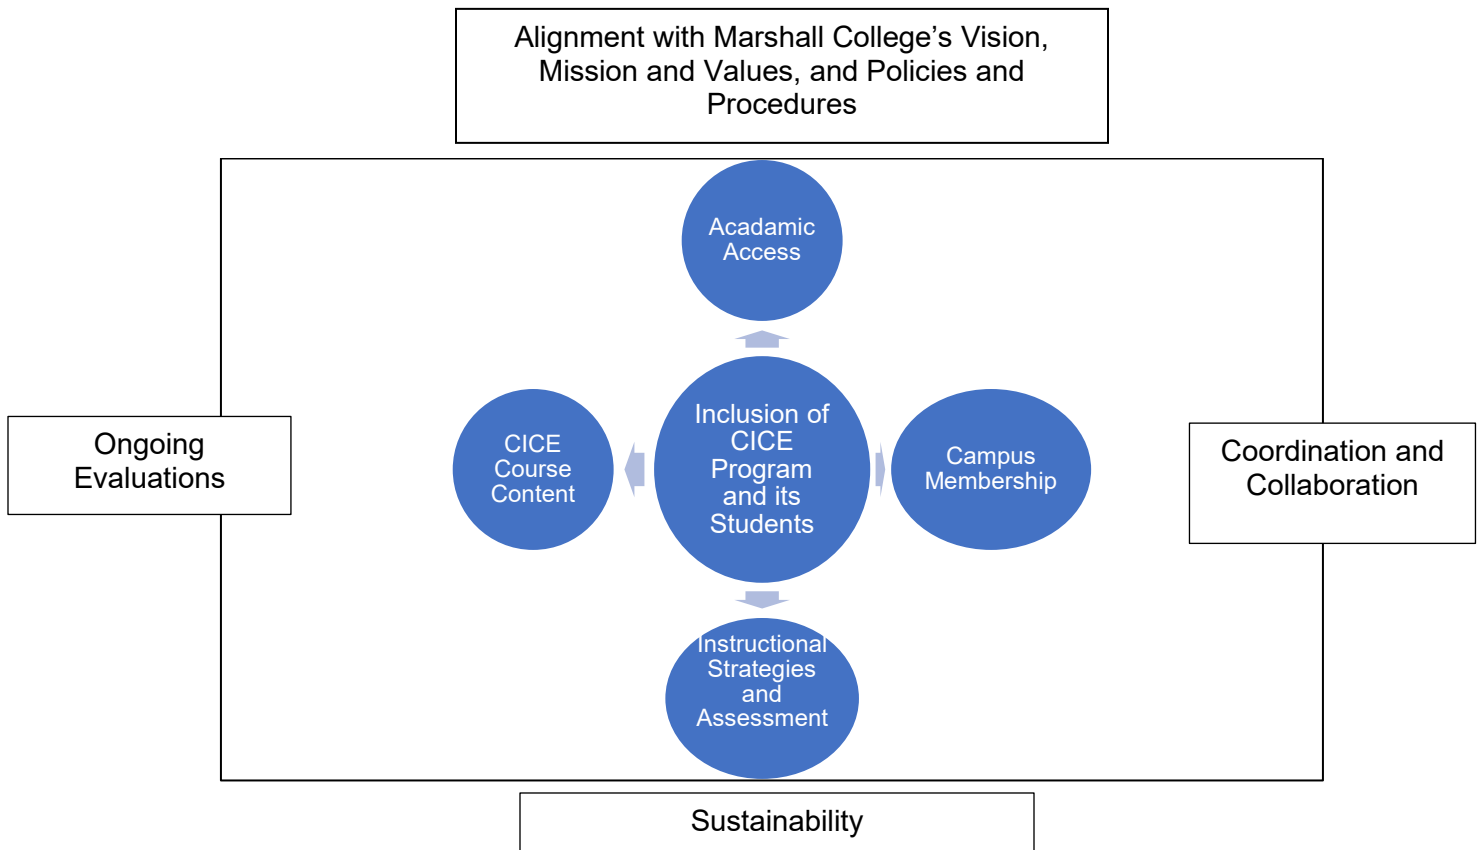 Alignment with Marshall College’s Vision,
Mission and Values, and Policies and
Procedures
Acadamic
Access
Ongoing
Evaluations
CICE
Course
Content
Inclusion of
CICE
Program
and its
Students
Campus
Membership
Coordination and
Collaboration
Instructional
Strategies
and
Assessment
Sustainability